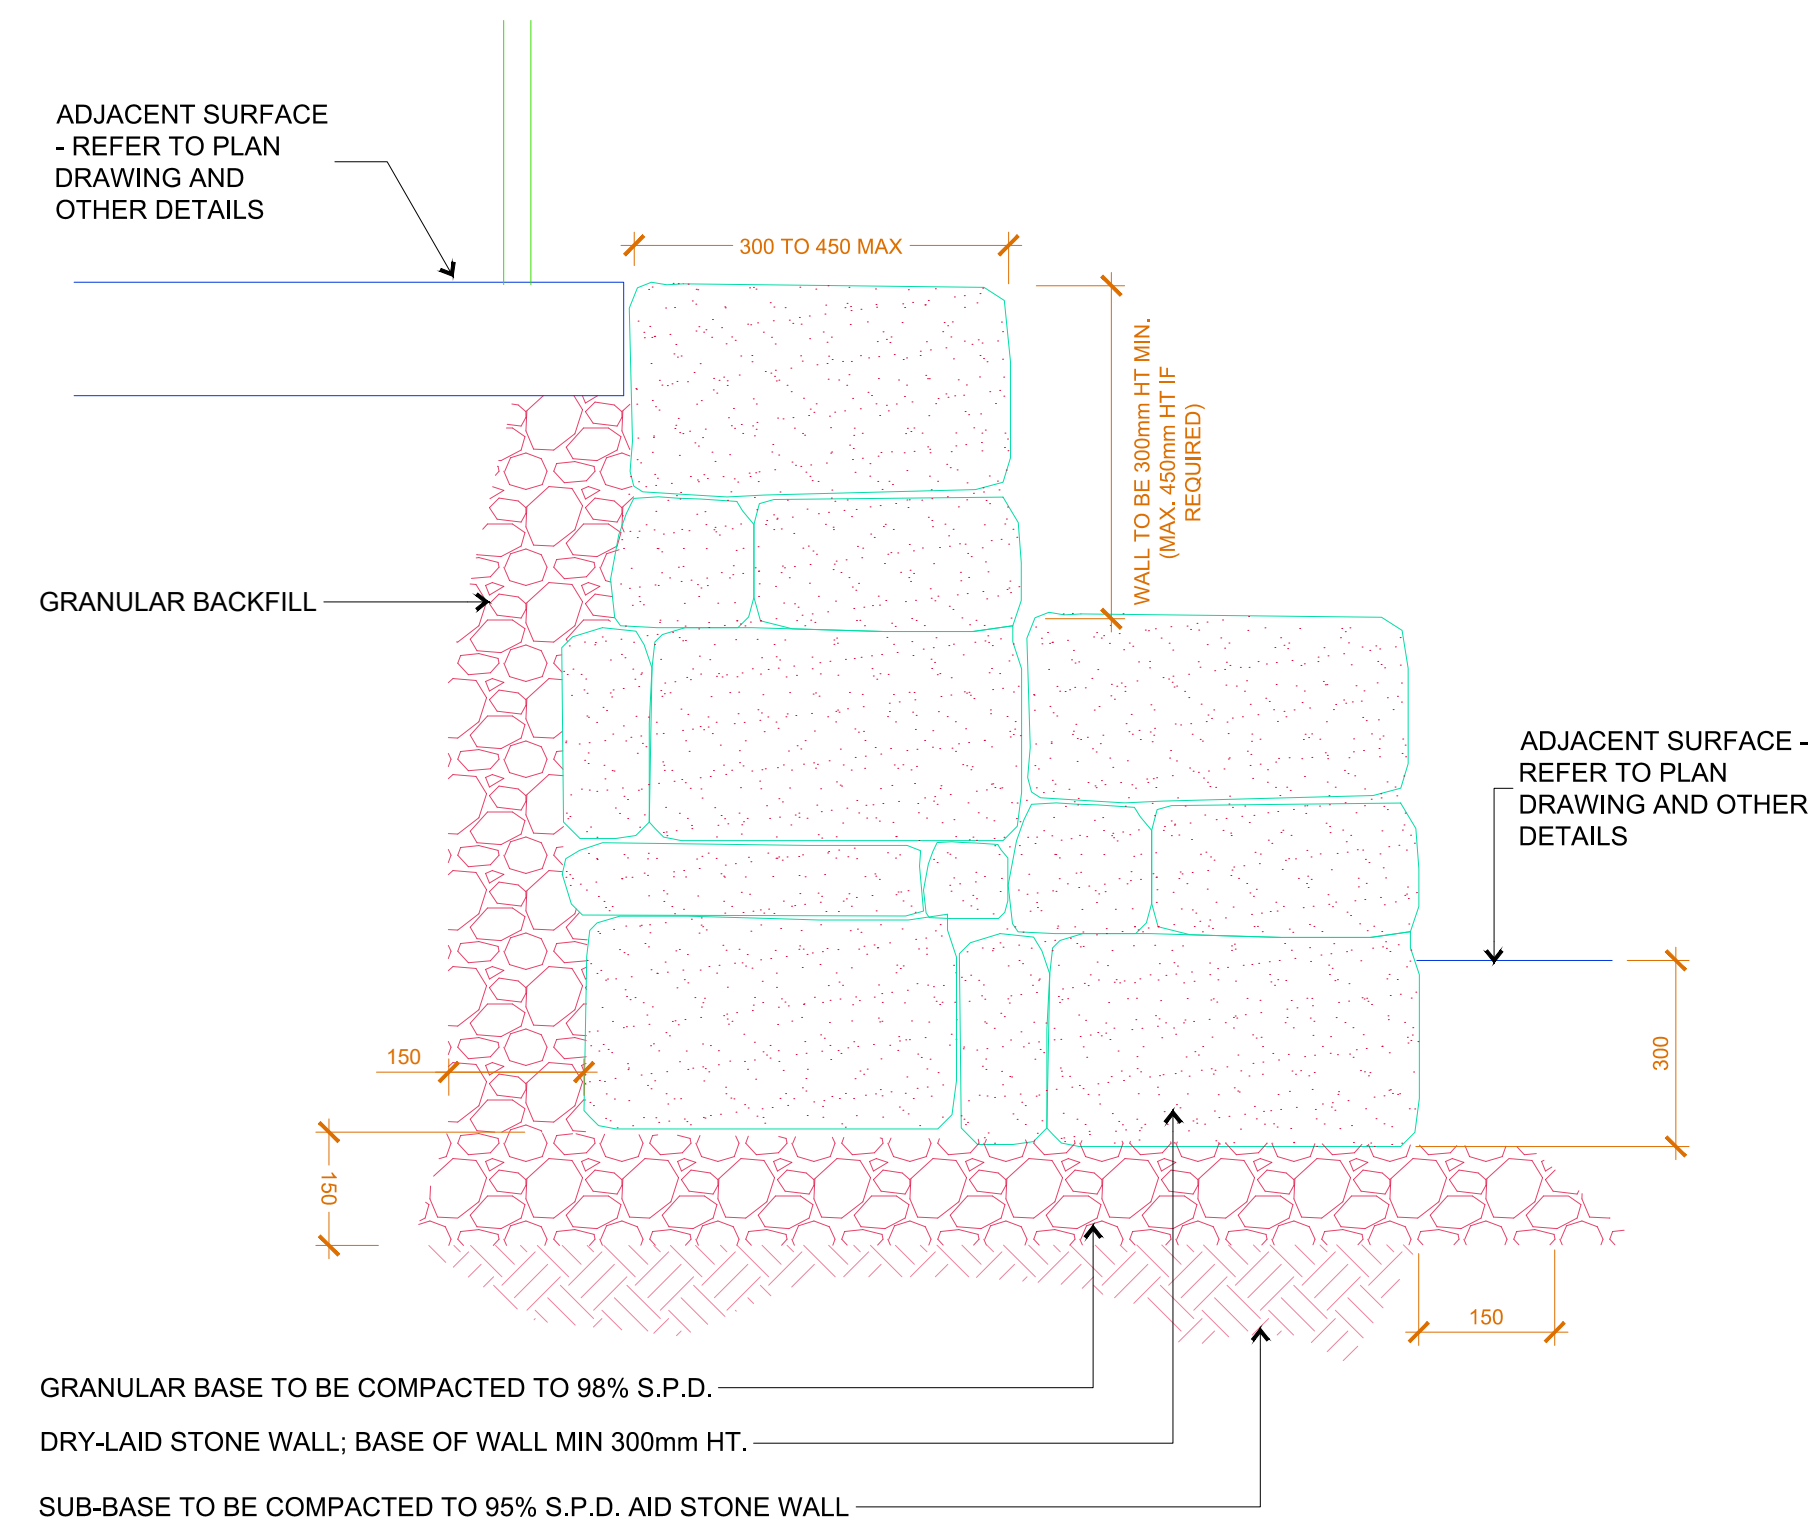 ADJACENT SURFACE
- REFER TO PLAN
DRAWING AND
OTHER DETAILS
300 TO 450 MAX
WALL TO BE 300mm HT MIN.
(MAX. 450mm HT IF
REQUIRED)
GRANULAR BACKFILL
ADJACENT SURFACE -
REFER TO PLAN
DRAWING AND OTHER
DETAILS
150
300
150
150
GRANULAR BASE TO BE COMPACTED TO 98% S.P.D.
DRY-LAID STONE WALL; BASE OF WALL MIN 300mm HT.
SUB-BASE TO BE COMPACTED TO 95% S.P.D. AID STONE WALL